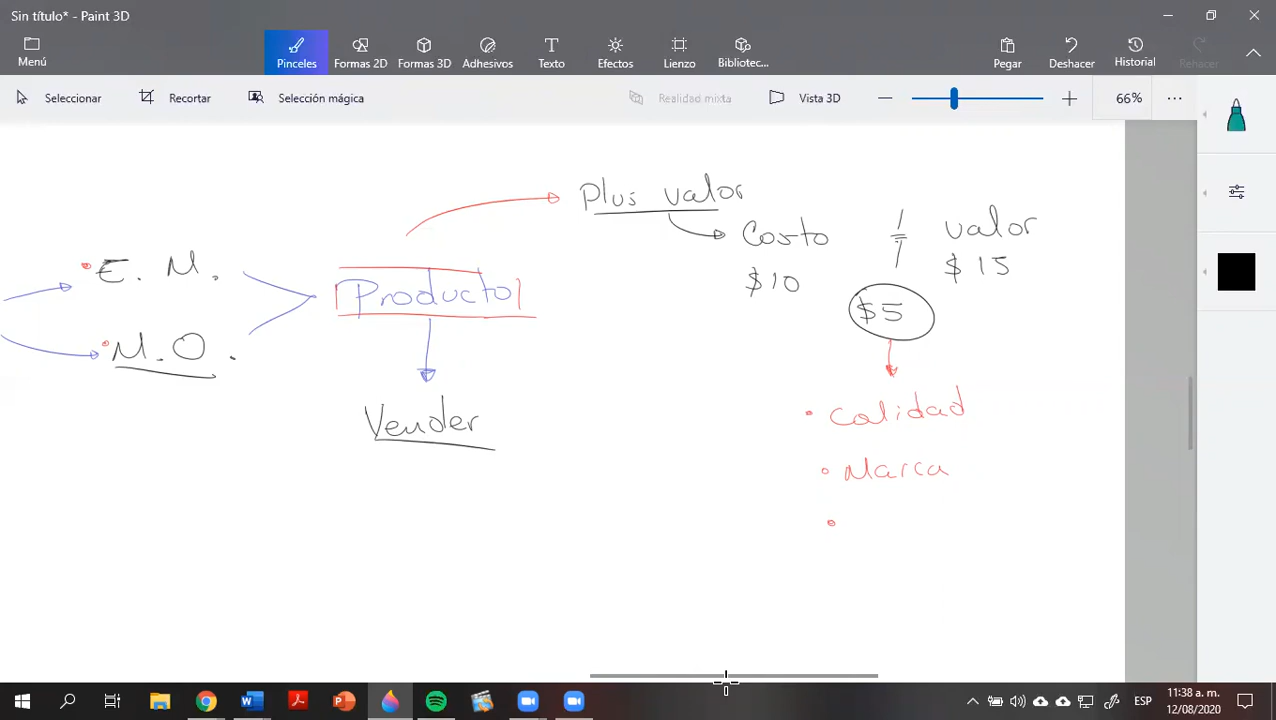 Sin título* - Paint 3D
Menú
Pinceles
Formas 2D
Formas 3D
Adhesivos
Texto
Efectos
Lienzo
Bibliotec...
Pegar
Deshacer
Historial
Rehacer
Seleccionar
Recortar
Selección mágica
Realidad mixta
Vista 3D
66%
Plus valor
Costo
valor
$10
$15
E. M.
Producto
$5
M.O.
Vender
• Calidad
• Marca
•
ESP
11:38 a. m.
12/08/2020